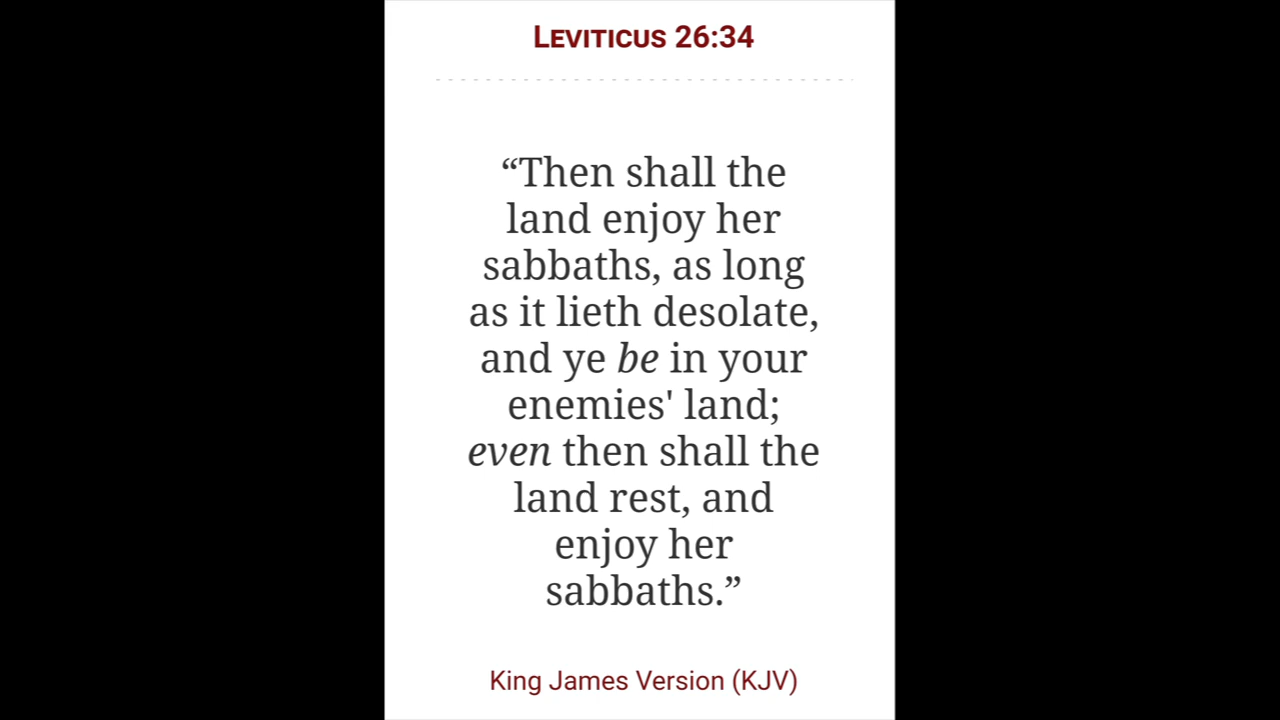 Leviticus 26:34
“Then shall the
land enjoy her
sabbaths, as long
as it lieth desolate,
and ye be in your
enemies' land;
even then shall the
land rest, and
enjoy her
sabbaths.”
King James Version (KJV)